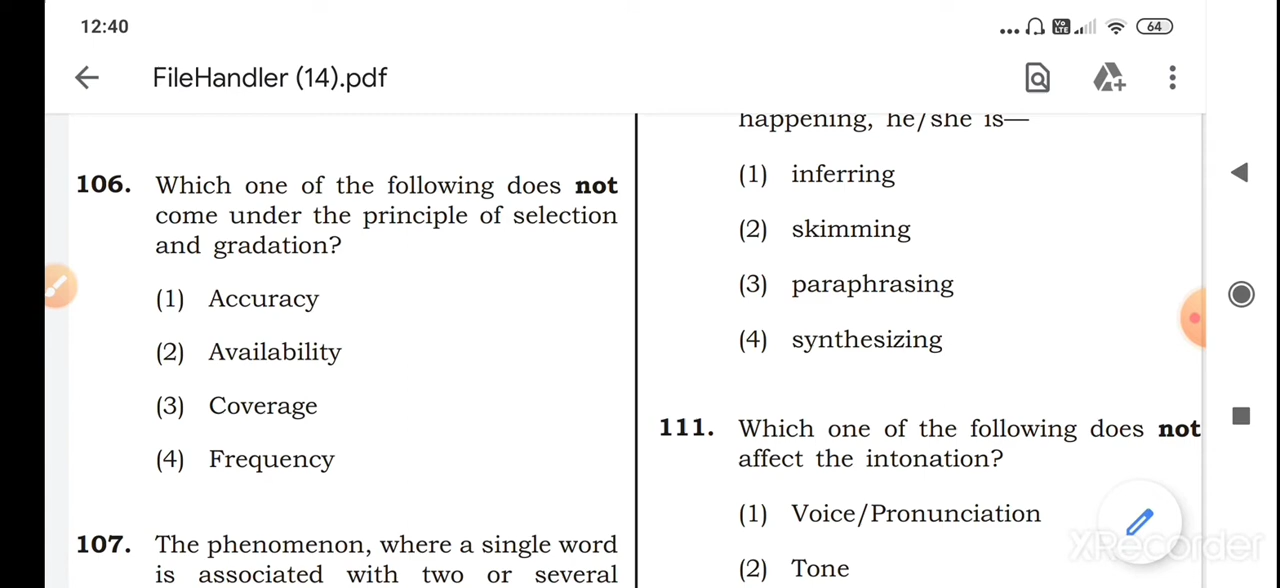 12:40
VoLTE
64
FileHandler (14).pdf
106. Which one of the following does not
come under the principle of selection
and gradation?
(1) Accuracy
(2) Availability
(3) Coverage
(4) Frequency
107. The phenomenon, where a single word
is associated with two or several
happening, he/she is—
(1) inferring
(2) skimming
(3) paraphrasing
(4) synthesizing
111. Which one of the following does not
affect the intonation?
(1) Voice/Pronunciation
(2) Tone
XRecorder